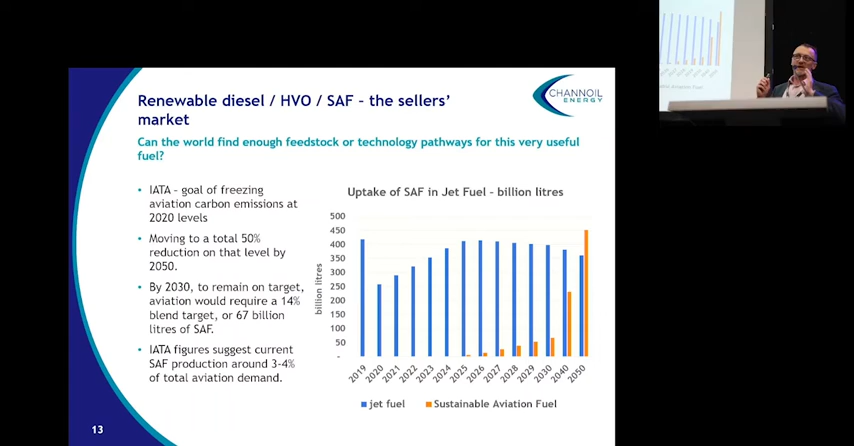 Renewable diesel / HVO / SAF – the sellers'
market
CHANNOIL
ENERGY
Can the world find enough feedstock or technology pathways for this very useful
fuel?
• IATA – goal of freezing
aviation carbon emissions at
2020 levels
• Moving to a total 50%
reduction on that level by
2050.
• By 2030, to remain on target,
aviation would require a 14%
blend target, or 67 billion
litres of SAF.
• IATA figures suggest current
SAF production around 3-4%
of total aviation demand.
Uptake of SAF in Jet Fuel – billion litres
billion litres
500
450
400
350
300
250
200
150
100
50
-
2019 2020 2021 2022 2023 2024 2025 2026 2027 2028 2029 2030 2040 2050
jet fuel Sustainable Aviation Fuel
13
Aviation Fuel